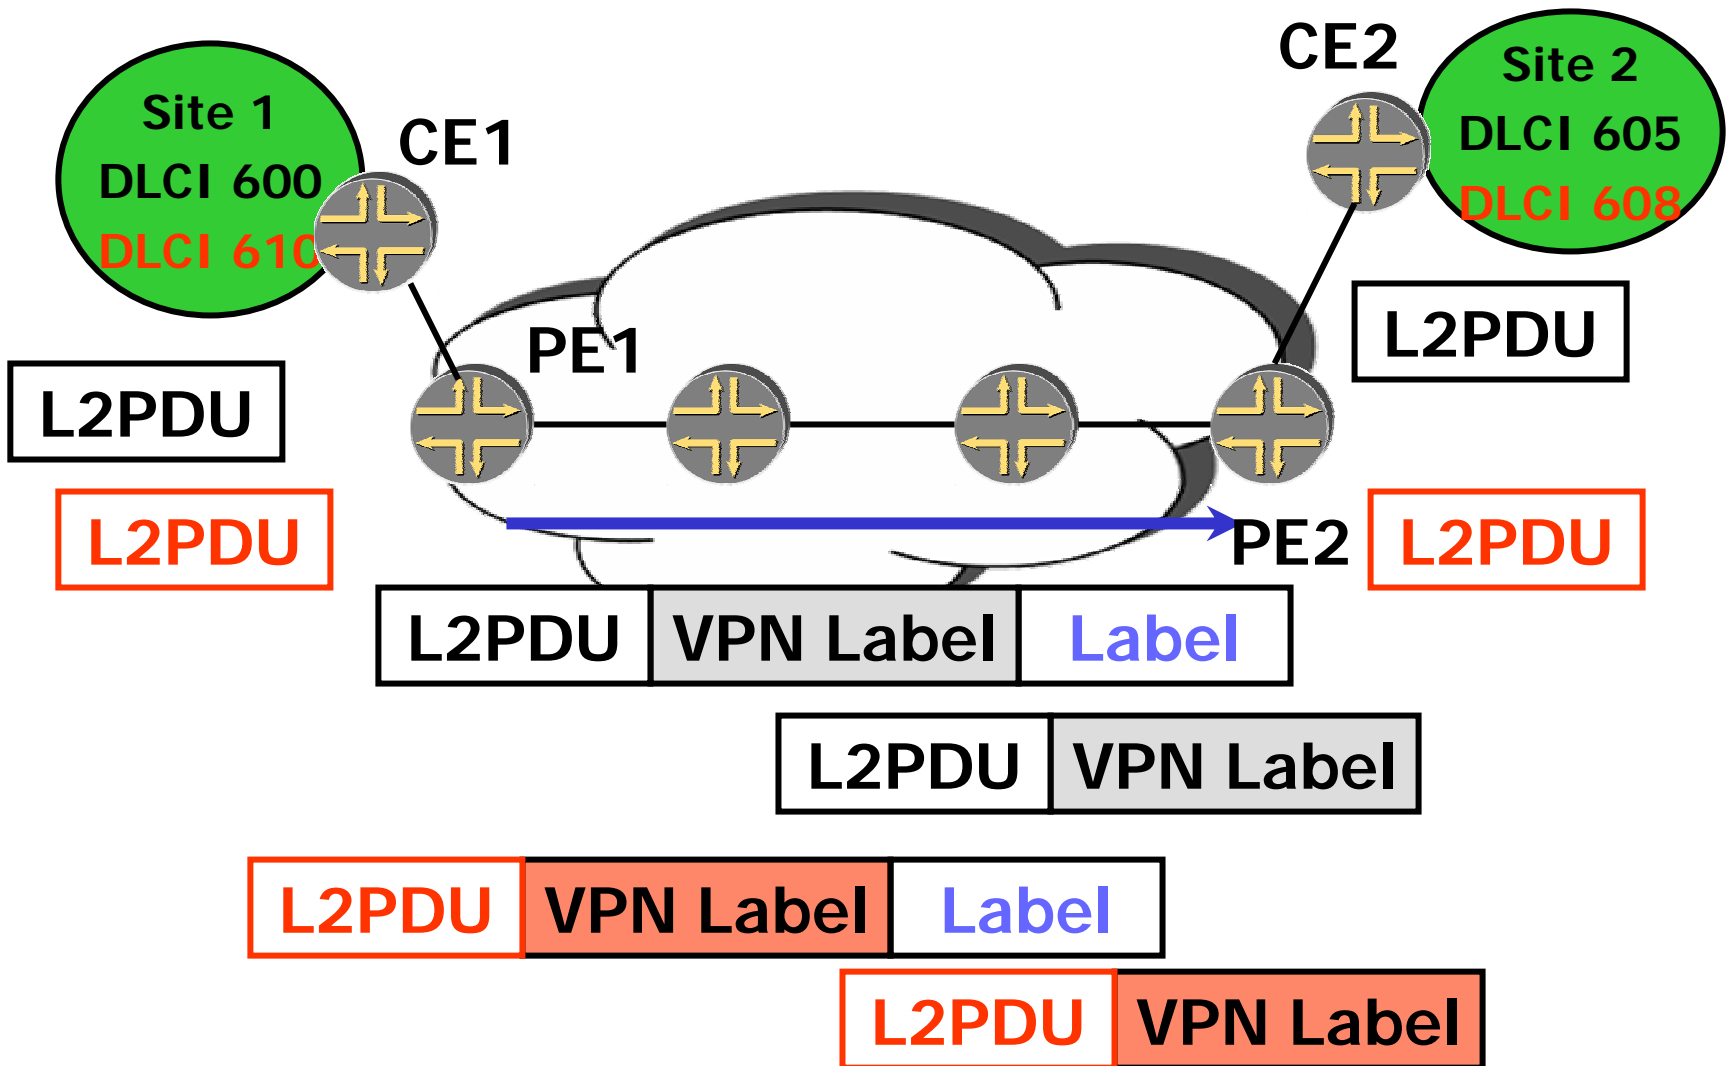 CE2
Site 2
DLCI 605
DLCI 608
Site 1
DLCI 600
DLCI 610
CE1
PE1
L2PDU
L2PDU
L2PDU
L2PDU
PE2
L2PDU VPN Label Label
L2PDU VPN Label
L2PDU VPN Label Label
L2PDU VPN Label